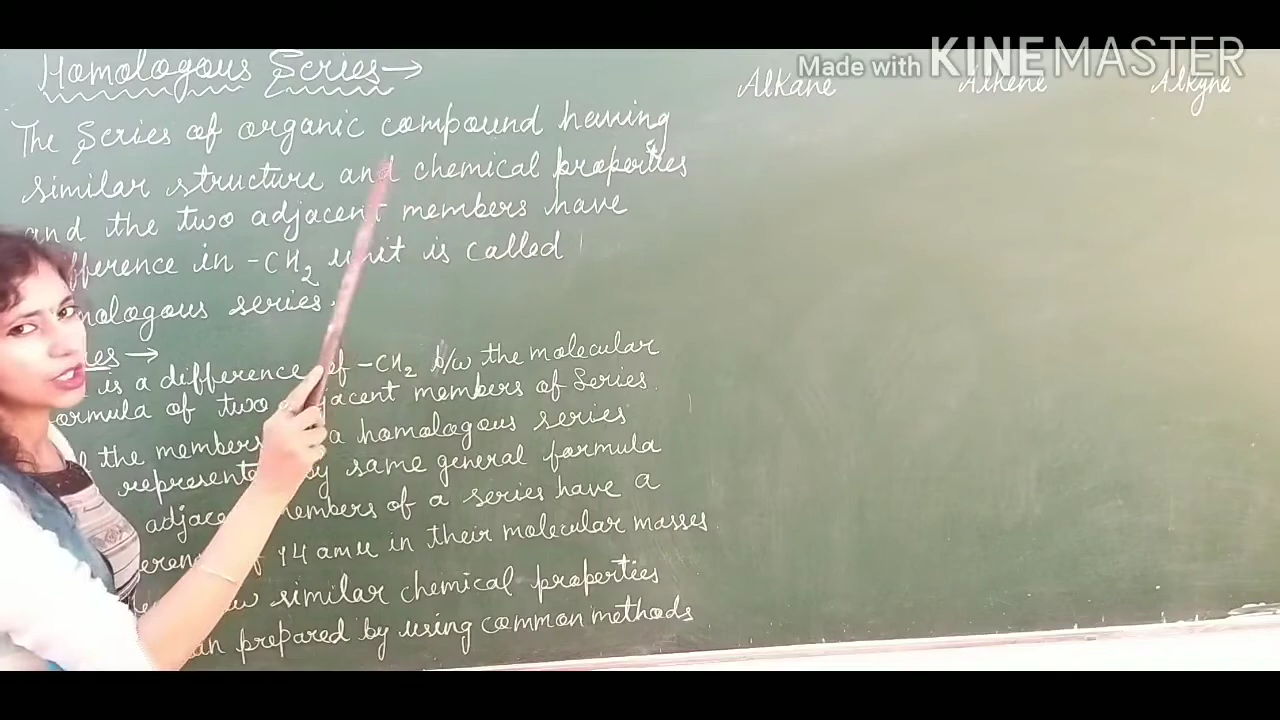 Made with KINEMASTER
Homologous Series→
Alkane Alkene Alkyne
The Series of organic compound having
similar structure and chemical properties
and the two adjacent members have
in -CH2 unit is called
series.
→
is a difference of -CH2 b/w the molecular
of two adjacent members of Series.
the members a homologous series
by same general formula
members of a series have a
14 amu in their molecular masses.
similar chemical properties
prepared by using common methods